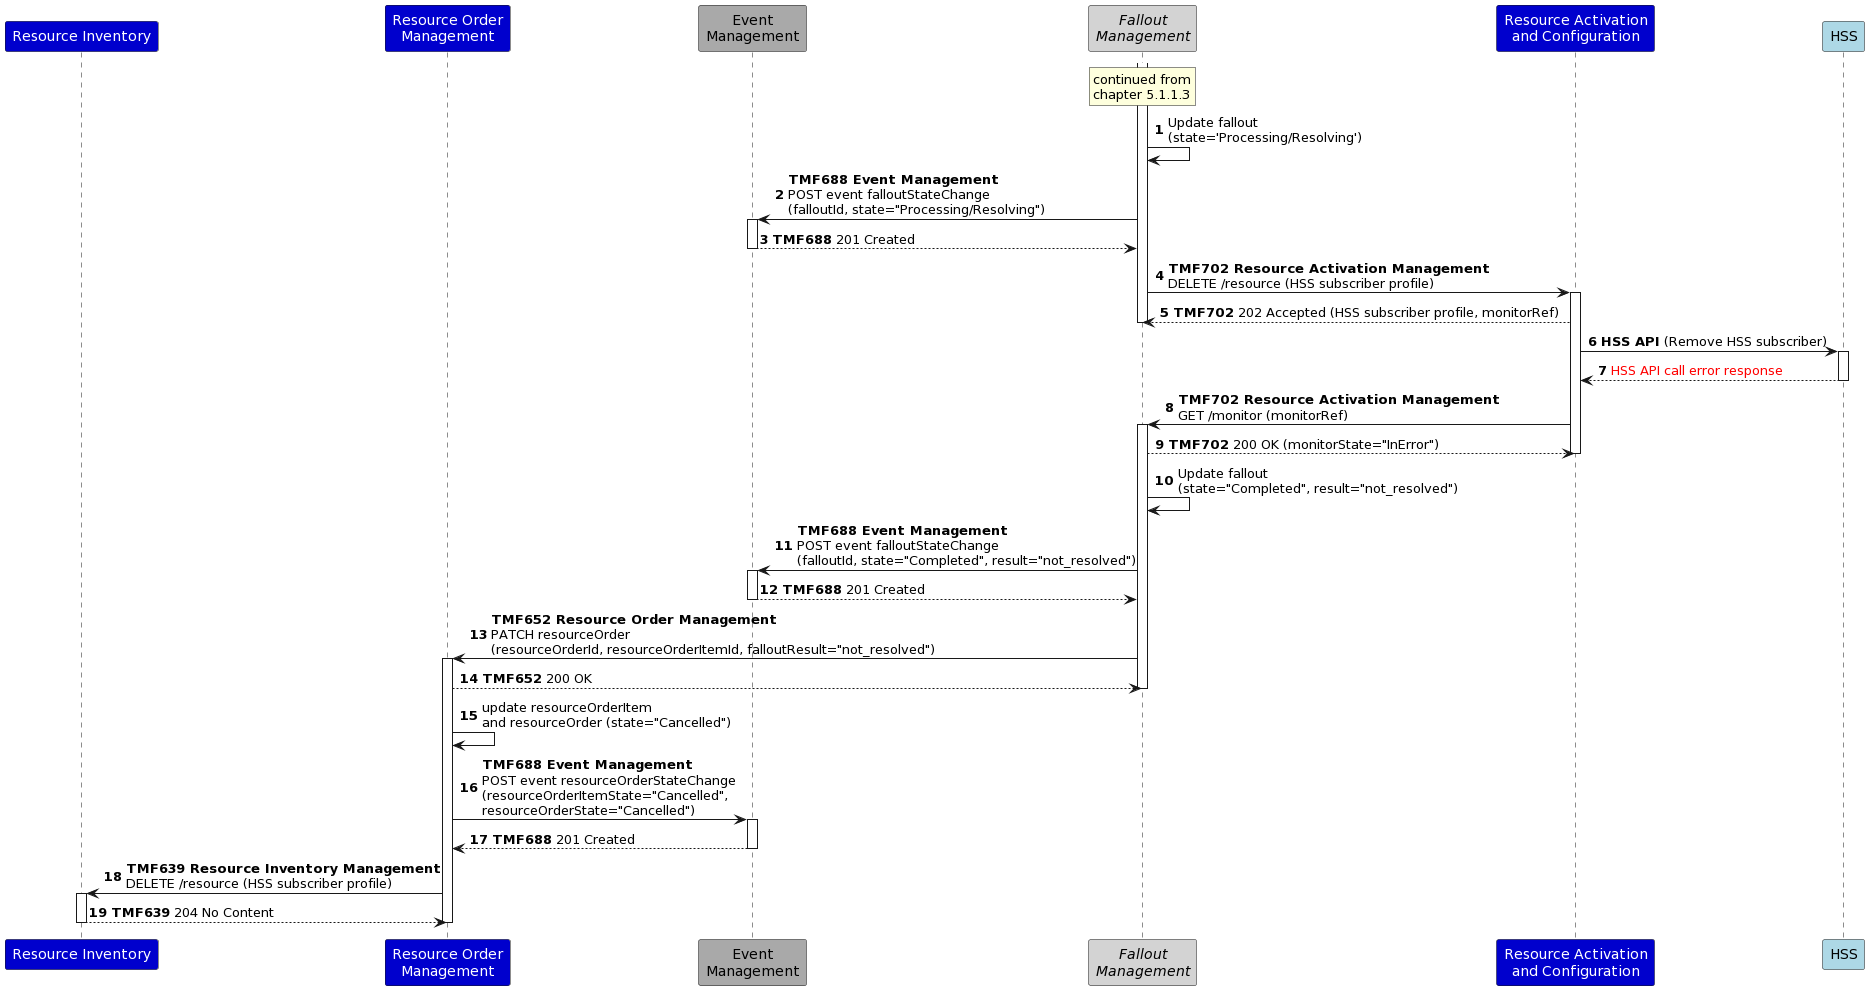 Resource Inventory
Resource Order
Management
Event
Management
Fallout
Management
Resource Activation
and Configuration
HSS
continued from
chapter 5.1.1.3
1 Update fallout
(state='Processing/Resolving')
TMF688 Event Management
2 POST event falloutStateChange
(falloutId, state="Processing/Resolving")
3 TMF688 201 Created
TMF702 Resource Activation Management
4 DELETE /resource (HSS subscriber profile)
5 TMF702 202 Accepted (HSS subscriber profile, monitorRef)
6 HSS API (Remove HSS subscriber)
7 HSS API call error response
TMF702 Resource Activation Management
8 GET /monitor (monitorRef)
9 TMF702 200 OK (monitorState="InError")
10 Update fallout
(state="Completed", result="not_resolved")
TMF688 Event Management
11 POST event falloutStateChange
(falloutId, state="Completed", result="not_resolved")
12 TMF688 201 Created
TMF652 Resource Order Management
13 PATCH resourceOrder
(resourceOrderId, resourceOrderItemId, falloutResult="not_resolved")
14 TMF652 200 OK
15 update resourceOrderItem
and resourceOrder (state="Cancelled")
TMF688 Event Management
POST event resourceOrderStateChange
16 (resourceOrderItemState="Cancelled",
resourceOrderState="Cancelled")
17 TMF688 201 Created
TMF639 Resource Inventory Management
18 DELETE /resource (HSS subscriber profile)
19 TMF639 204 No Content
Resource Inventory
Resource Order
Management
Event
Management
Fallout
Management
Resource Activation
and Configuration
HSS